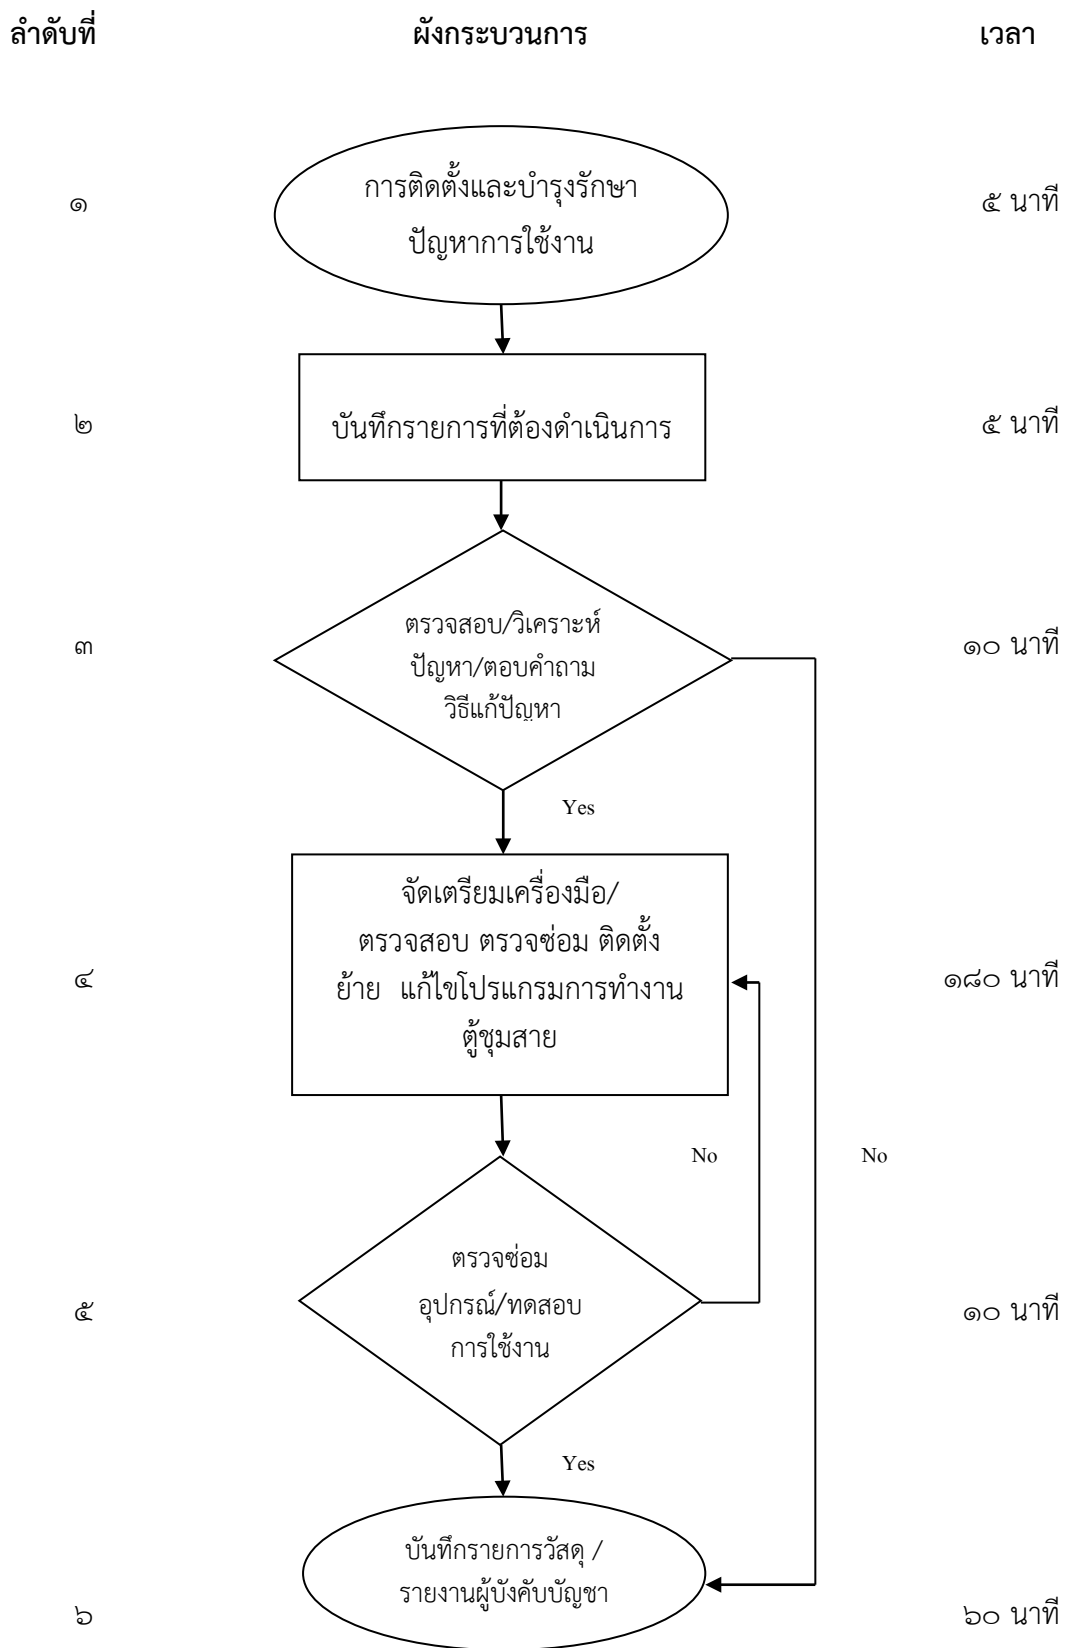 ลำดับที่ ผังกระบวนการ เวลา
การติดตั้งและบำรุงรักษา
๑ ๕ นาที
ปัญหาการใช้งาน
๒ บันทึกรายการที่ต้องดำเนินการ ๕ นาที
ตรวจสอบ/วิเคราะห์
๓ ปัญหา/ตอบคำถาม ๑๐ นาที
วิธีแก้ปัญหา
Yes
จัดเตรียมเครื่องมือ/
ตรวจสอบ ตรวจซ่อม ติดตั้ง
๔ ย้าย แก้ไขโปรแกรมการทำงาน ๑๘๐ นาที
ตู้ชุมสาย
No No
ตรวจซ่อม
๕ อุปกรณ์/ทดสอบ ๑๐ นาที
การใช้งาน
Yes
บันทึกรายการวัสดุ /
รายงานผู้บังคับบัญชา
๖ ๖๐ นาที